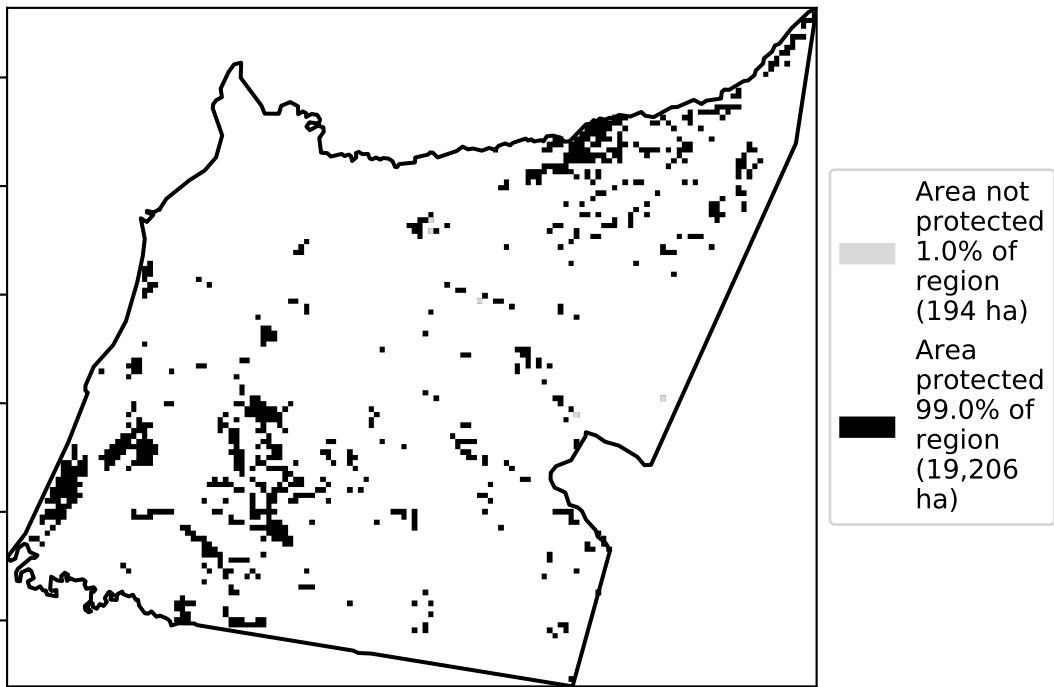 Area not
protected
1.0% of
region
(194 ha)
Area
protected
99.0% of
region
(19,206
ha)